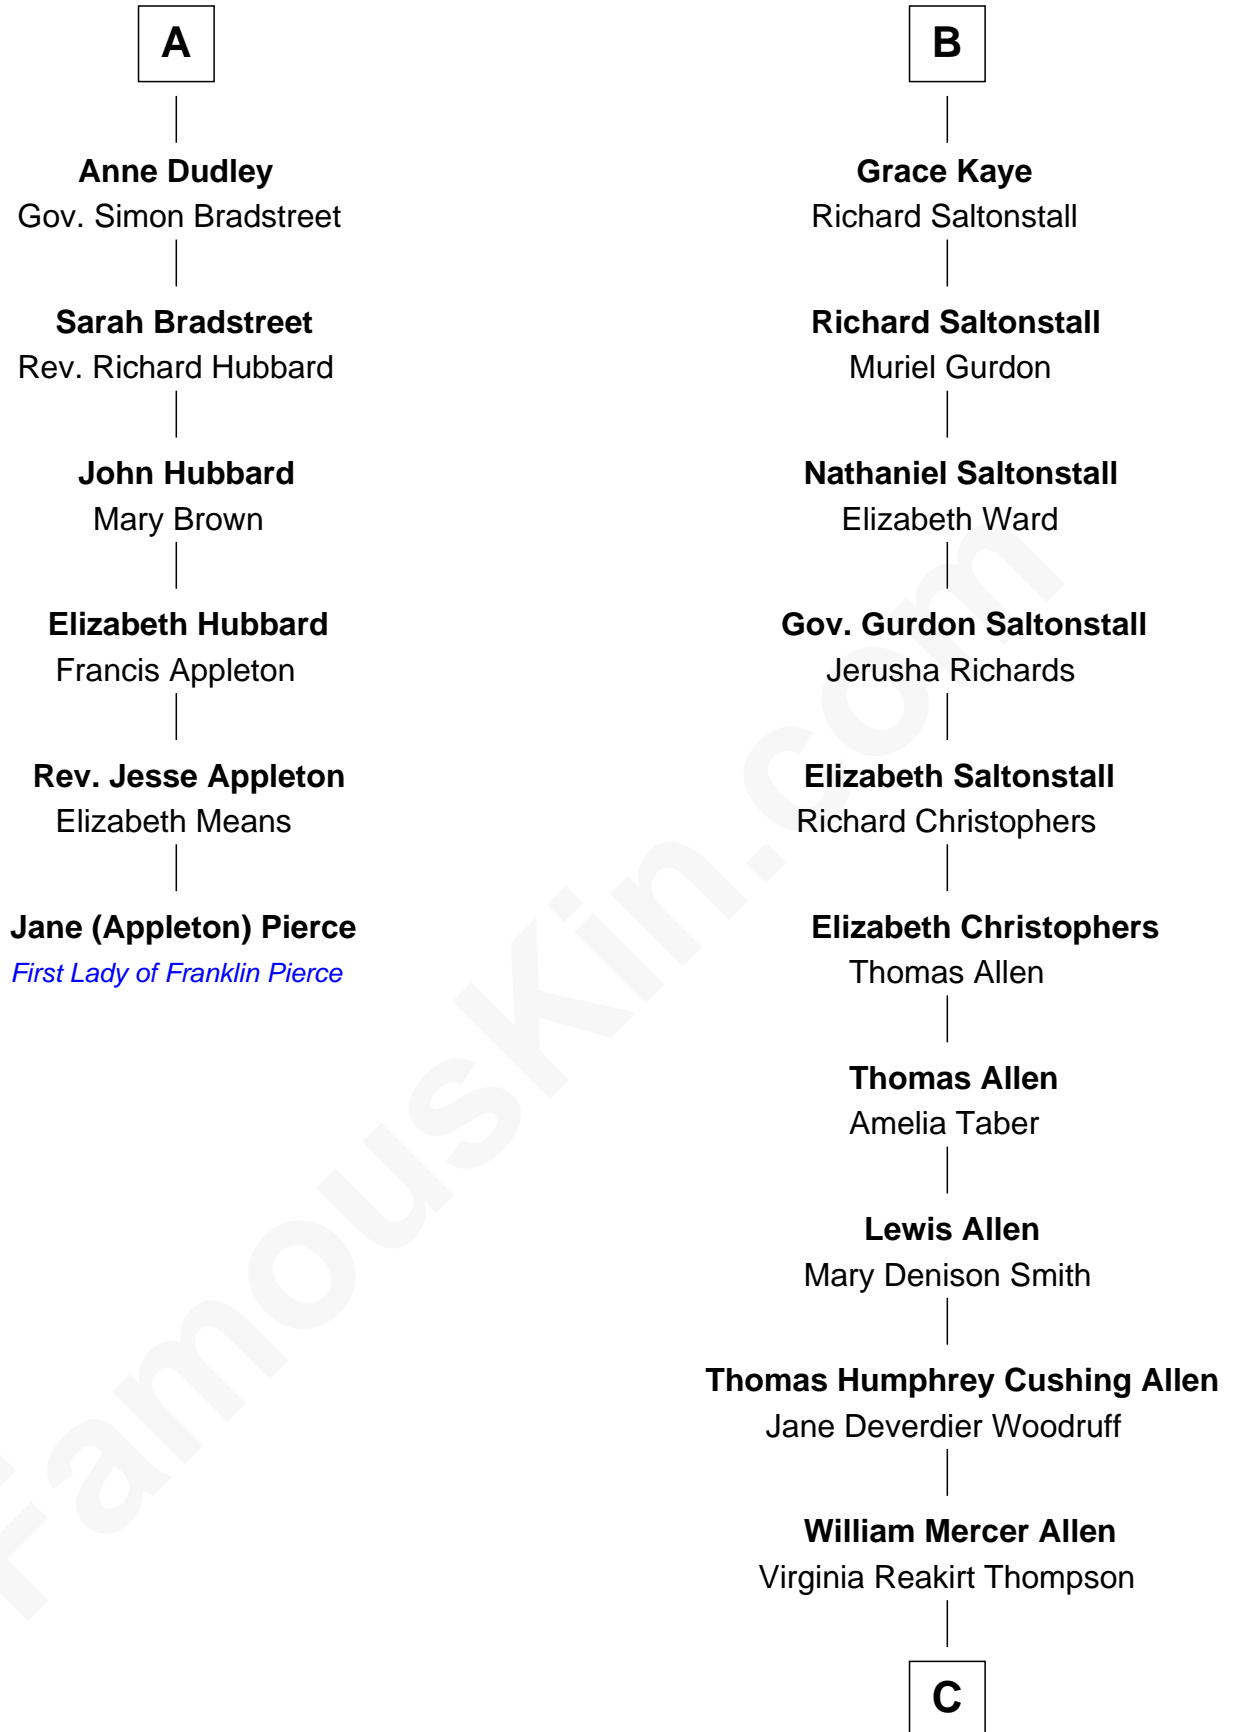 A
Anne Dudley
Gov. Simon Bradstreet
Sarah Bradstreet
Rev. Richard Hubbard
John Hubbard
Mary Brown
Elizabeth Hubbard
Francis Appleton
Rev. Jesse Appleton
Elizabeth Means
Jane (Appleton) Pierce
First Lady of Franklin Pierce
B
Grace Kaye
Richard Saltonstall
Richard Saltonstall
Muriel Gurdon
Nathaniel Saltonstall
Elizabeth Ward
Gov. Gurdon Saltonstall
Jerusha Richards
Elizabeth Saltonstall
Richard Christophers
Elizabeth Christophers
Thomas Allen
Thomas Allen
Amelia Taber
Lewis Allen
Mary Denison Smith
Thomas Humphrey Cushing Allen
Jane Deverdier Woodruff
William Mercer Allen
Virginia Reakirt Thompson
C
FamousKin.com